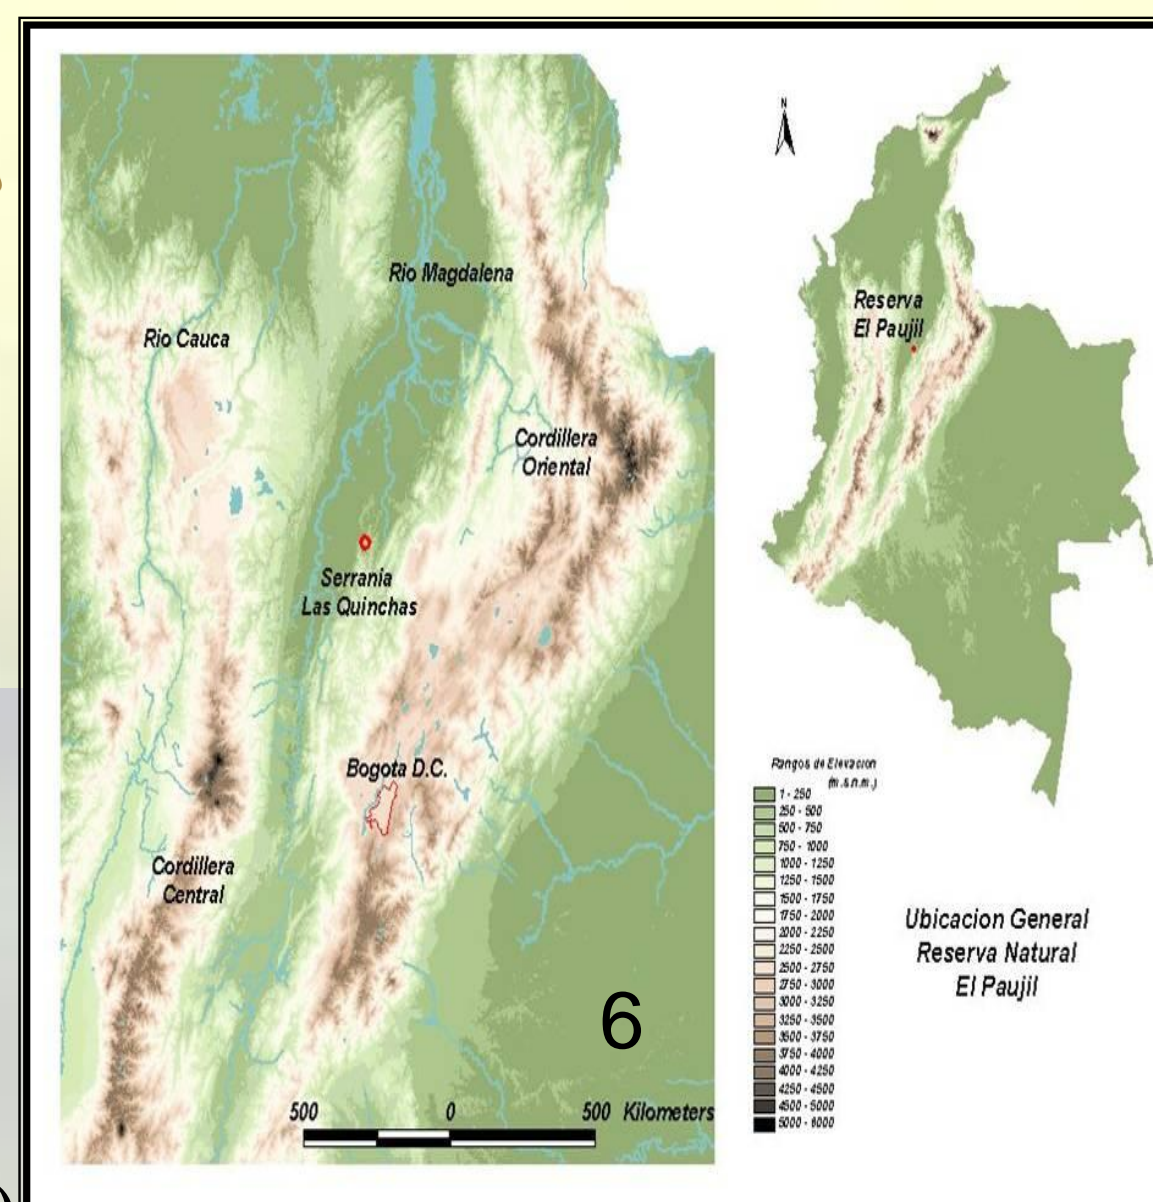 Rio Magdalena
Rio Cauca
Cordillera
Oriental
Serranía
Las Quinchas
Bogota D.C.
Cordillera
Central
6
500 0 500 Kilometers
N
Reserva
El Paujil
Rangos de Elevacion
(m.s.n.m.)
1 - 250
250 - 500
500 - 750
750 - 1000
1000 - 1250
1250 - 1500
1500 - 1750
1750 - 2000
2000 - 2250
2250 - 2500
2500 - 2750
2750 - 3000
3000 - 3250
3250 - 3500
3500 - 3750
3750 - 4000
4000 - 4250
4250 - 4500
4500 - 5000
5000 - 6000
Ubicacion General
Reserva Natural
El Paujil